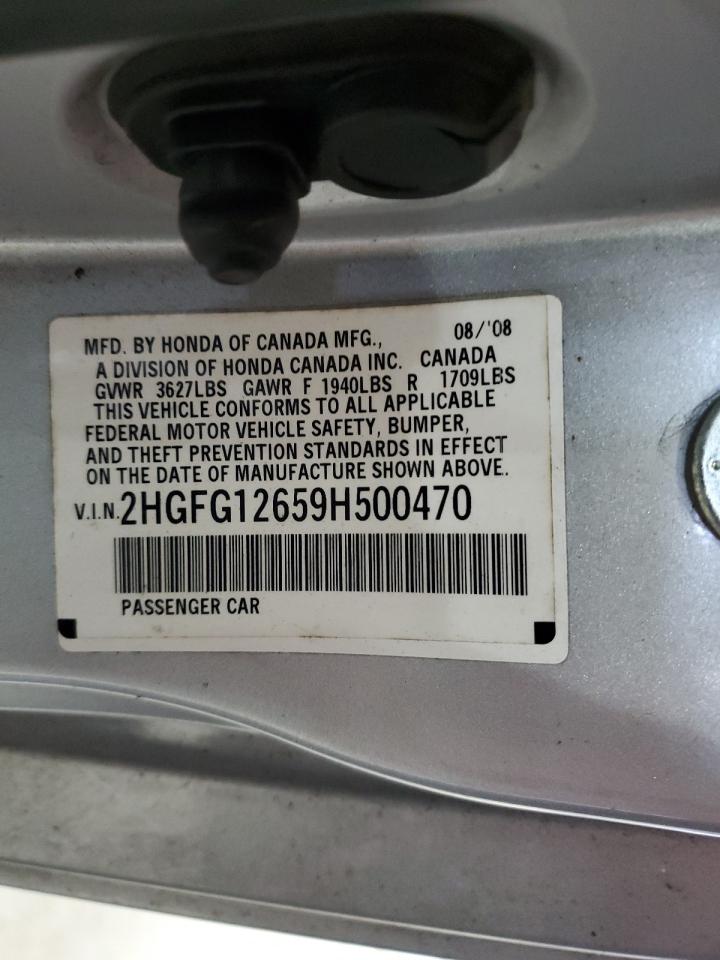 MFD. BY HONDA OF CANADA MFG., 08/'08
A DIVISION OF HONDA CANADA INC. CANADA
GVWR 3627LBS GAWR F 1940LBS R 1709LBS
THIS VEHICLE CONFORMS TO ALL APPLICABLE
FEDERAL MOTOR VEHICLE SAFETY, BUMPER,
AND THEFT PREVENTION STANDARDS IN EFFECT
ON THE DATE OF MANUFACTURE SHOWN ABOVE.
V.I.N. 2HGFG12659H500470
PASSENGER CAR